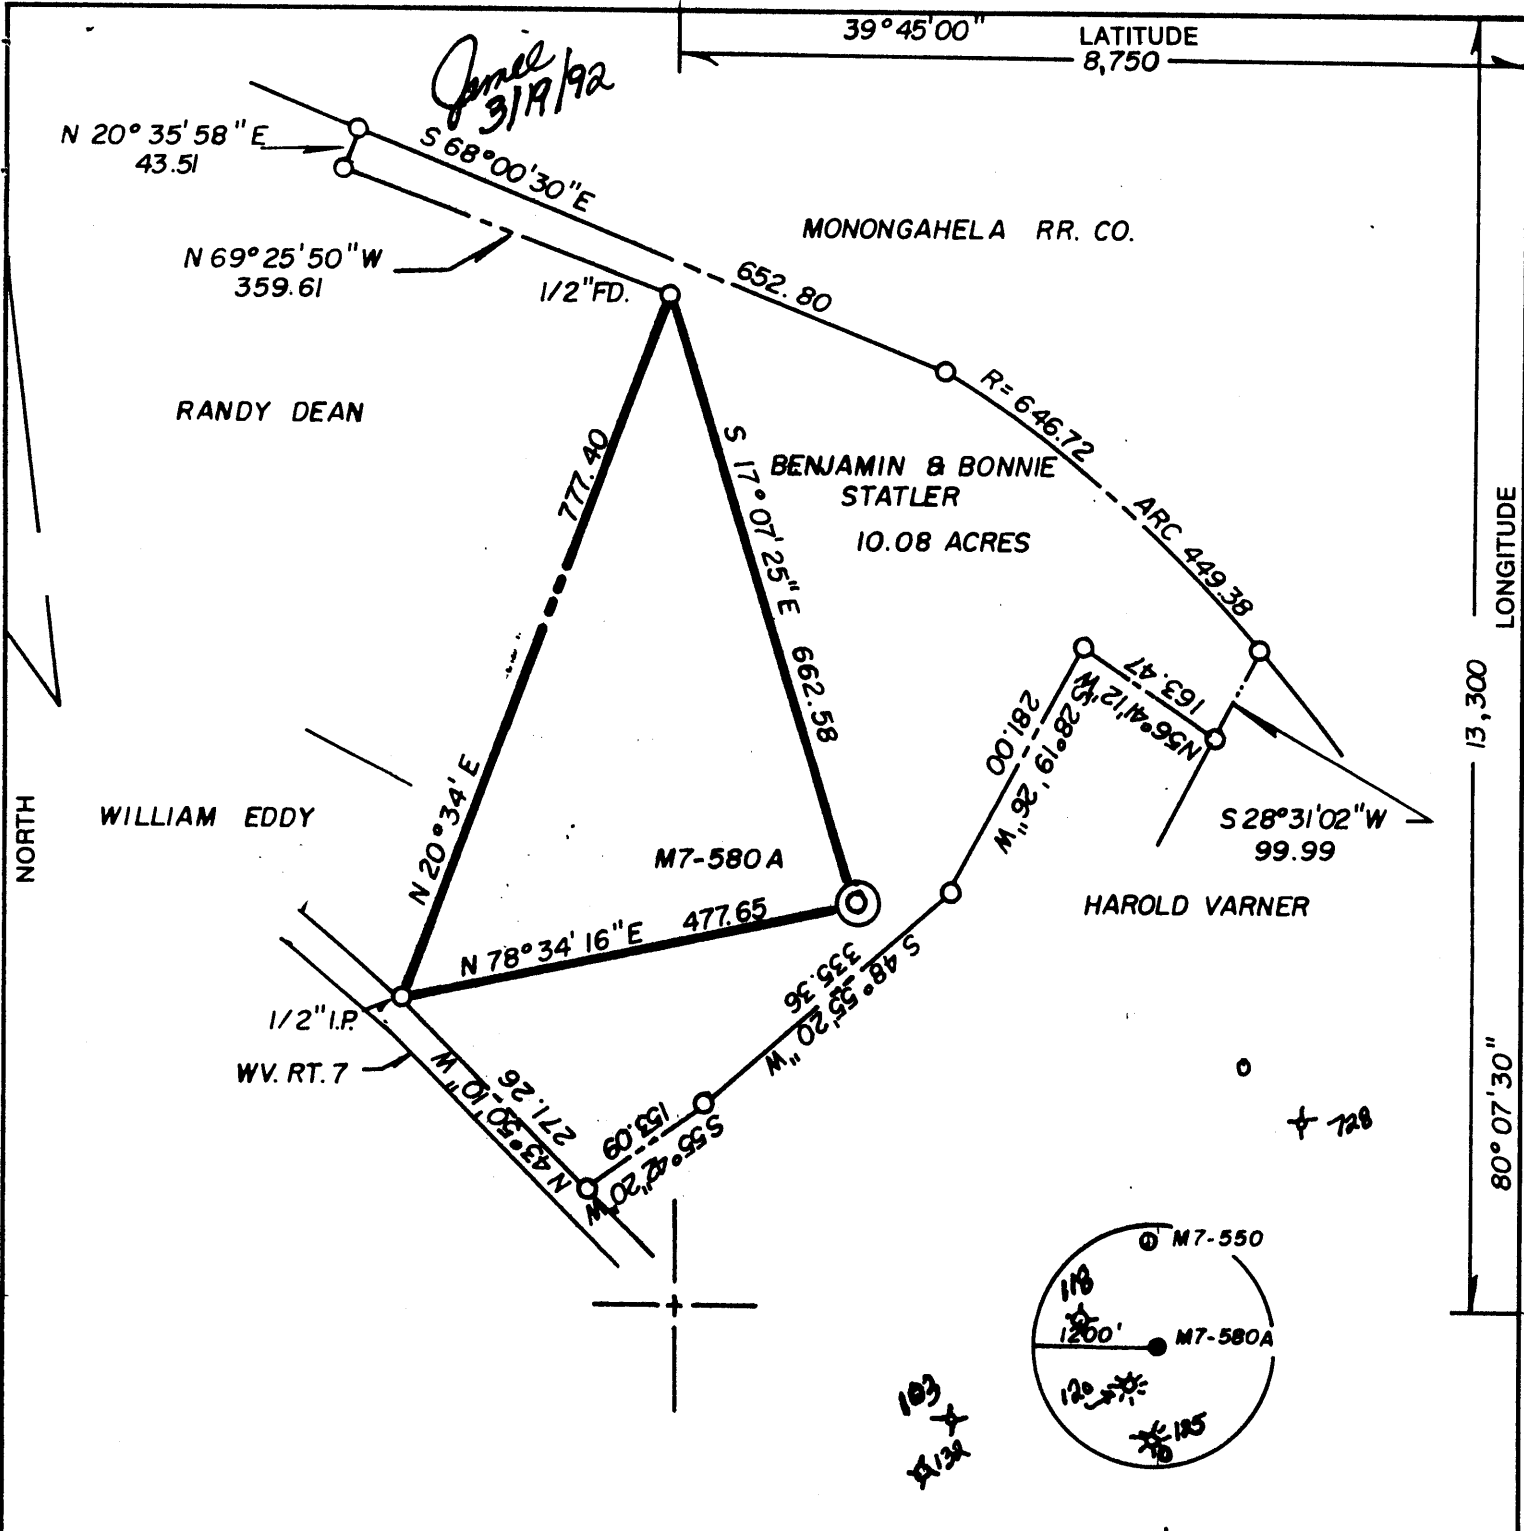 39°45'00"
LATITUDE
8,750
3/19/92
N 20° 35' 58" E
43.51
S 68°00'30"E
652.80
MONONGAHELA RR. CO.
N 69°25'50"W
359.61
1/2"FD.
RANDY DEAN
R= 646.72
ARC 449.38
777.40
N 20°34' E
S 17°07'25"E 662.58
BENJAMIN & BONNIE
STATLER
10.08 ACRES
LONGITUDE
13,300
80° 07'30"
163.47
N56°41'12"W
281.00
S 28°19'26"W
S 28°31'02"W
99.99
NORTH
WILLIAM EDDY
M7-580A
HAROLD VARNER
N 78°34'16"E 477.65
S 48°55'20"W
335.36
1/2" I.P.
WV. RT. 7
N 43°50'10"W
271.26
153.09
S55°42'20"W
728
M7-550
118
1200'
M7-580A
120
125
103
132